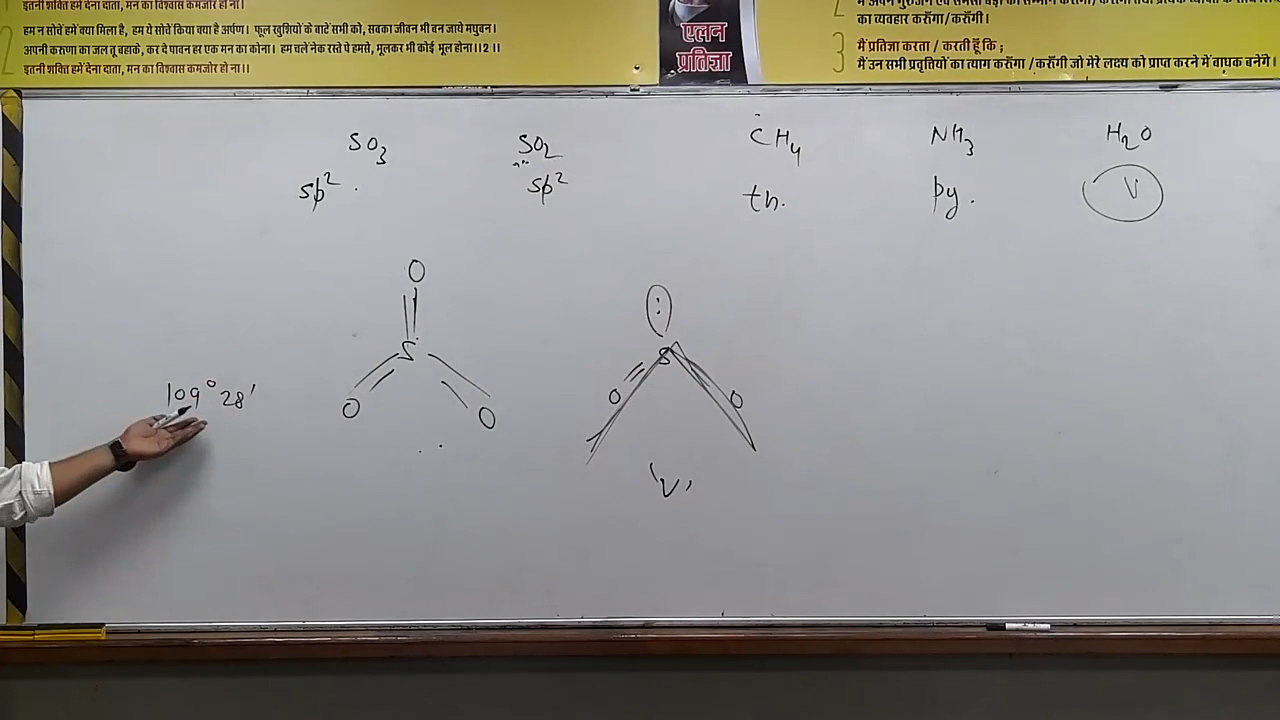 इतनी शक्ति हमें देना दाता, मन का विश्वास कमजोर हो ना।
हम न सोचें हमें क्या मिला है, हम ये सोचें किया क्या है अर्पण। फूल खुशियों के बाटें सभी को, सबका जीवन भी बन जाये मधुवन।
2
अपनी करुणा का जल तू बहाके, कर दे पावन हर एक मन का कोना। हम चलें नेक रस्ते पे हमसे, भूलकर भी कोई भूल होना।।2।।
इतनी शक्ति हमें देना दाता, मन का विश्वास कमजोर हो ना।।
एलन
प्रतिज्ञा
2
का व्यवहार करूँगा/करूँगी।
3
मैं प्रतिज्ञा करता / करती हूँ कि ;
मैं उन सभी प्रवृत्तियों का त्याग करूँगा /करूँगी जो मेरे लक्ष्य को प्राप्त करने में बाधक बनेंगे।
SO3 SO2 CH4 NH3 H2O
sp2 . sp2 th. py. V
O
S
O O
:
S
O O
109°28'
'V'